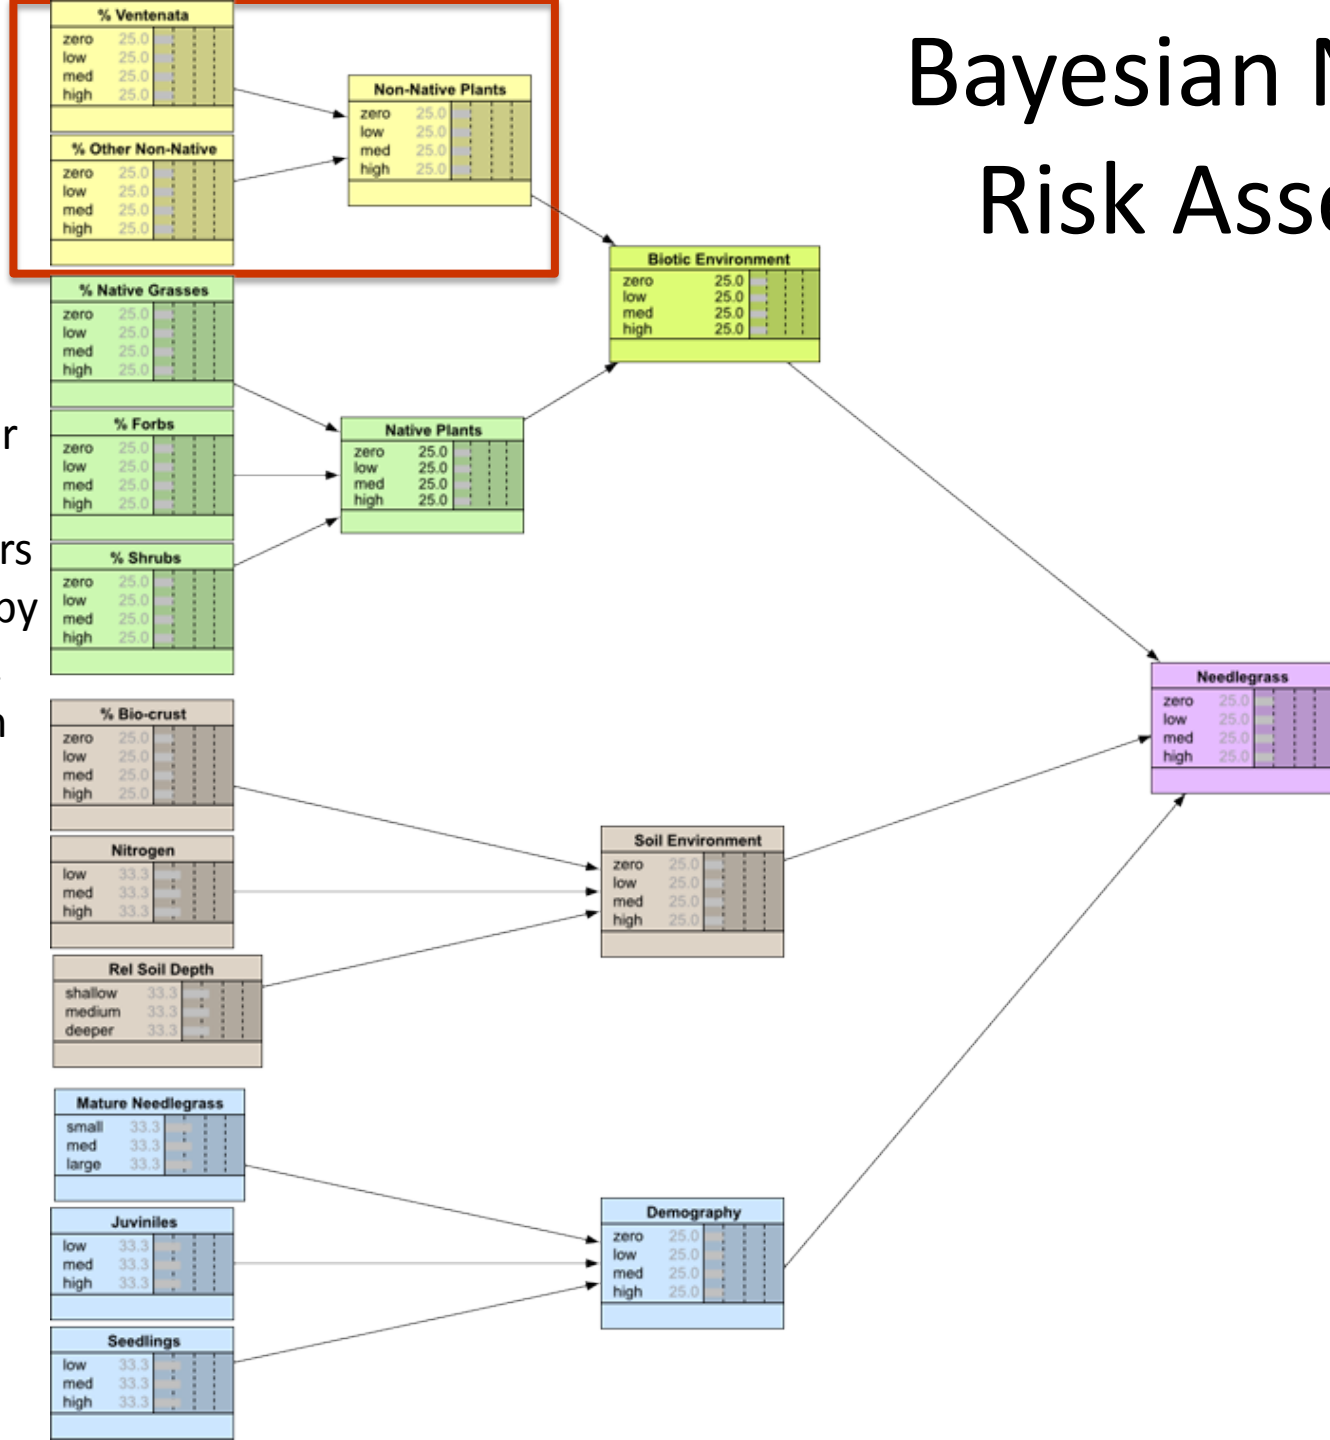 Bayesian N
Risk Asse
% Ventenata
zero 25.0
low 25.0
med 25.0
high 25.0
% Other Non-Native
zero 25.0
low 25.0
med 25.0
high 25.0
Non-Native Plants
zero 25.0
low 25.0
med 25.0
high 25.0
% Native Grasses
zero 25.0
low 25.0
med 25.0
high 25.0
% Forbs
zero 25.0
low 25.0
med 25.0
high 25.0
% Shrubs
zero 25.0
low 25.0
med 25.0
high 25.0
Native Plants
zero 25.0
low 25.0
med 25.0
high 25.0
Biotic Environment
zero 25.0
low 25.0
med 25.0
high 25.0
r
rs
by
n
% Bio-crust
zero 25.0
low 25.0
med 25.0
high 25.0
Nitrogen
low 33.3
med 33.3
high 33.3
Rel Soil Depth
shallow 33.3
medium 33.3
deeper 33.3
Soil Environment
zero 25.0
low 25.0
med 25.0
high 25.0
Needlegrass
zero 25.0
low 25.0
med 25.0
high 25.0
Mature Needlegrass
small 33.3
med 33.3
large 33.3
Juviniles
low 33.3
med 33.3
high 33.3
Seedlings
low 33.3
med 33.3
high 33.3
Demography
zero 25.0
low 25.0
med 25.0
high 25.0